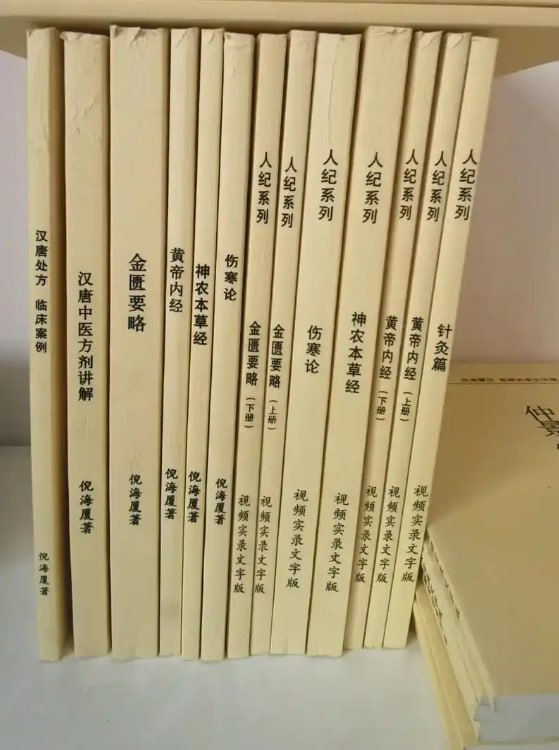 汉唐处方 临床案例 倪海厦著
汉唐中医方剂讲解 倪海厦著
金匮要略 倪海厦著
黄帝内经 倪海厦著
神农本草经 倪海厦著
伤寒论 倪海厦著
人纪系列 金匮要略(下册) 视频实录文字版
人纪系列 金匮要略(上册) 视频实录文字版
人纪系列 伤寒论 视频实录文字版
人纪系列 神农本草经 视频实录文字版
人纪系列 黄帝内经(下册) 视频实录文字版
人纪系列 黄帝内经(上册) 视频实录文字版
人纪系列 针灸篇 视频实录文字版
仲景